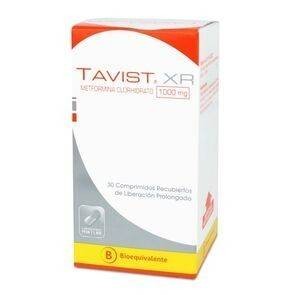 TAVIST® XR
METFORMINA CLORHIDRATO 1000 mg
30 Comprimidos Recubiertos
de Liberación Prolongada
B Bioequivalente